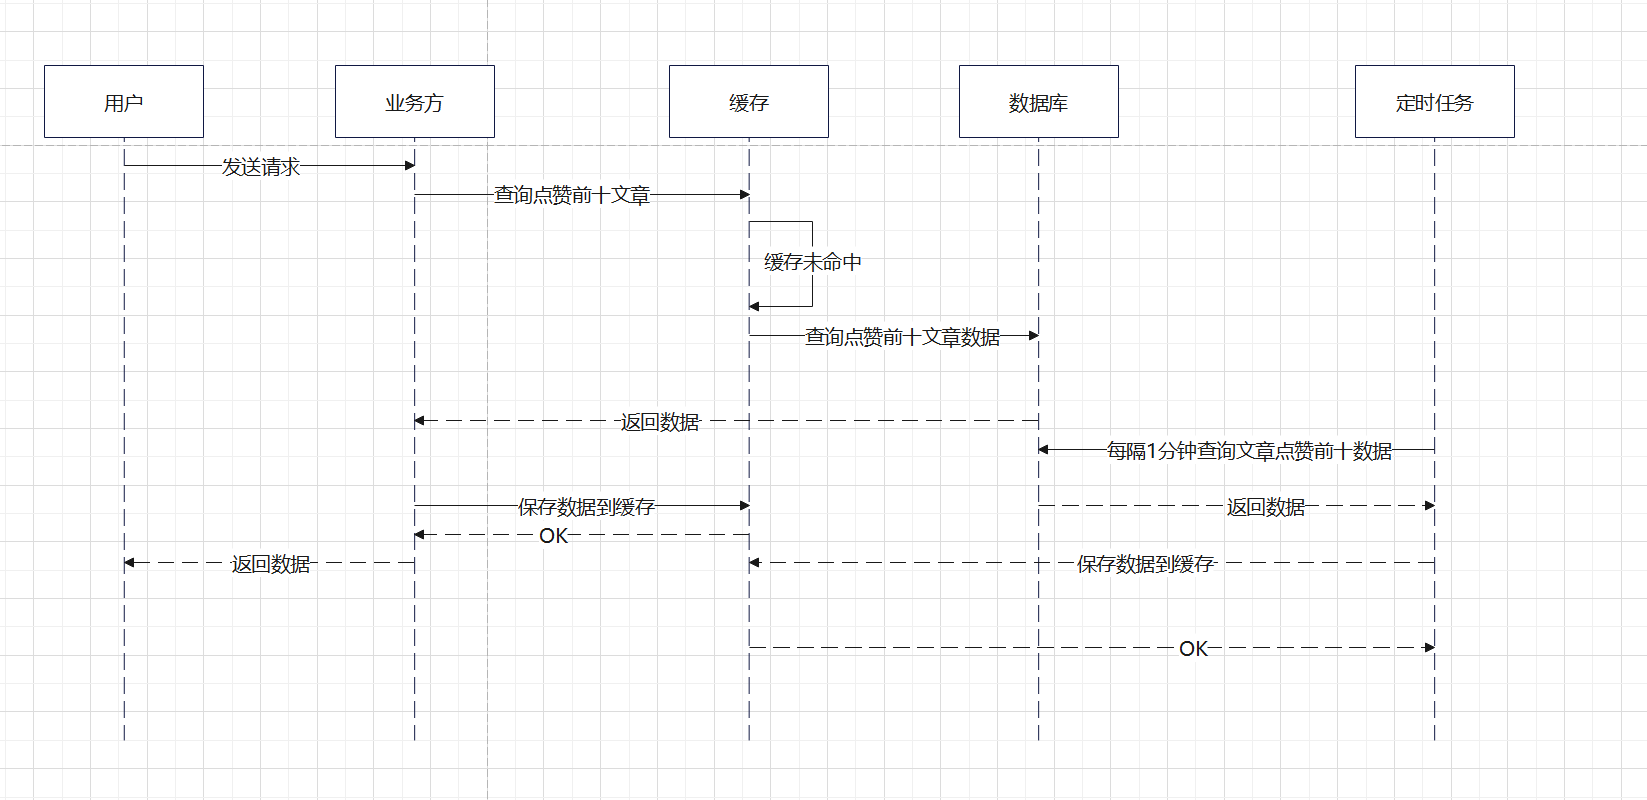 用户
业务方
缓存
数据库
定时任务
发送请求
查询点赞前十文章
缓存未命中
查询点赞前十文章数据
返回数据
每隔1分钟查询文章点赞前十数据
保存数据到缓存
返回数据
OK
返回数据
保存数据到缓存
OK